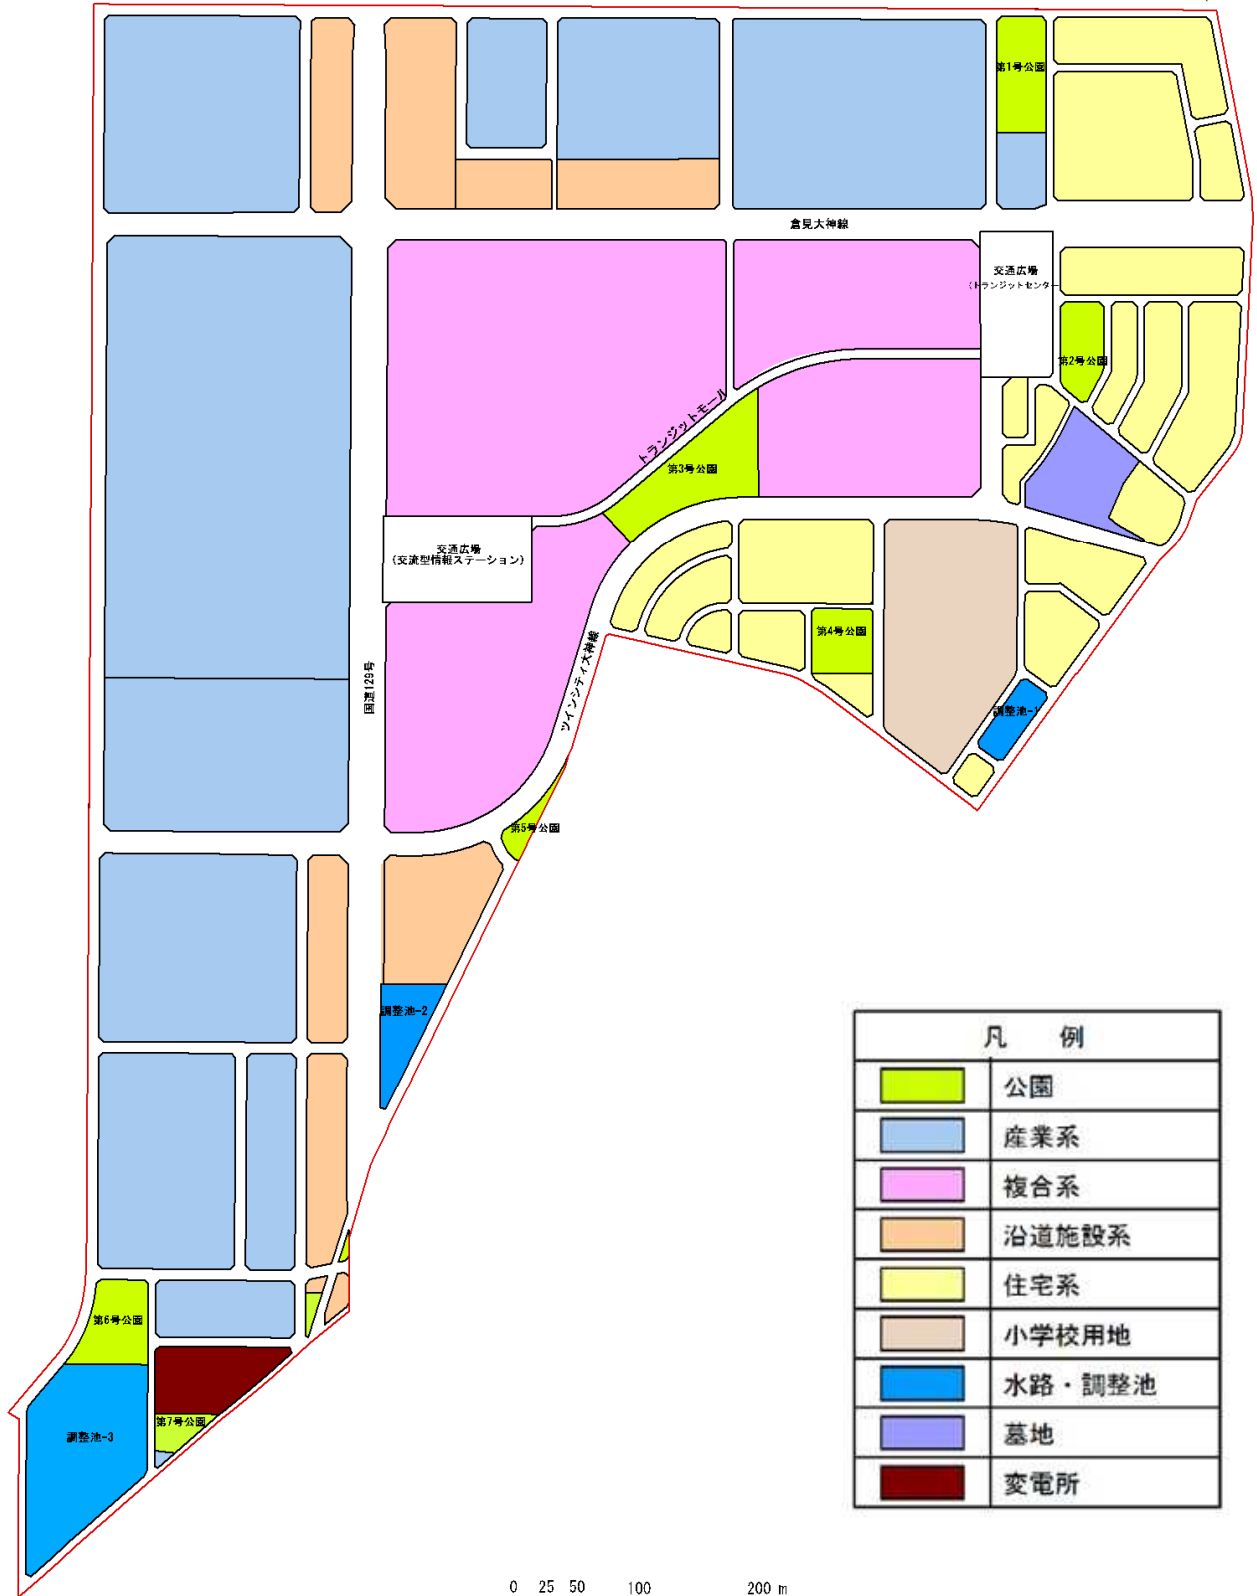 第1号公園
倉見大神線
交通広場
(トランジットセンター
第2号公園
トランジットモール
第3号公園
交通広場
(交流型情報ステーション)
第4号公園
国道129号
ツインシティ大神線
調整池-1
第5号公園
調整池-2
第6号公園
第7号公園
調整池-3
凡 例
公園
産業系
複合系
沿道施設系
住宅系
小学校用地
水路・調整池
墓地
変電所
0 25 50 100 200 m